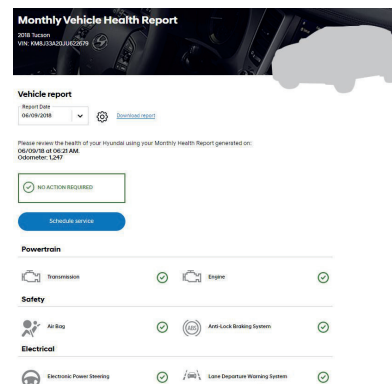 Monthly Vehicle Health Report
2018 Tucson
VIN: KM8J33A20JU622679
Vehicle report
Report Date
06/09/2018
Download report
Please review the health of your Hyundai using your Monthly Health Report generated on:
06/09/18 at 06:21 AM.
Odometer: 1,247
NO ACTION REQUIRED
Schedule service
Powertrain
Transmission
Engine
Safety
Air Bag
ABS
Anti-Lock Braking System
Electrical
Electronic Power Steering
Lane Departure Warning System